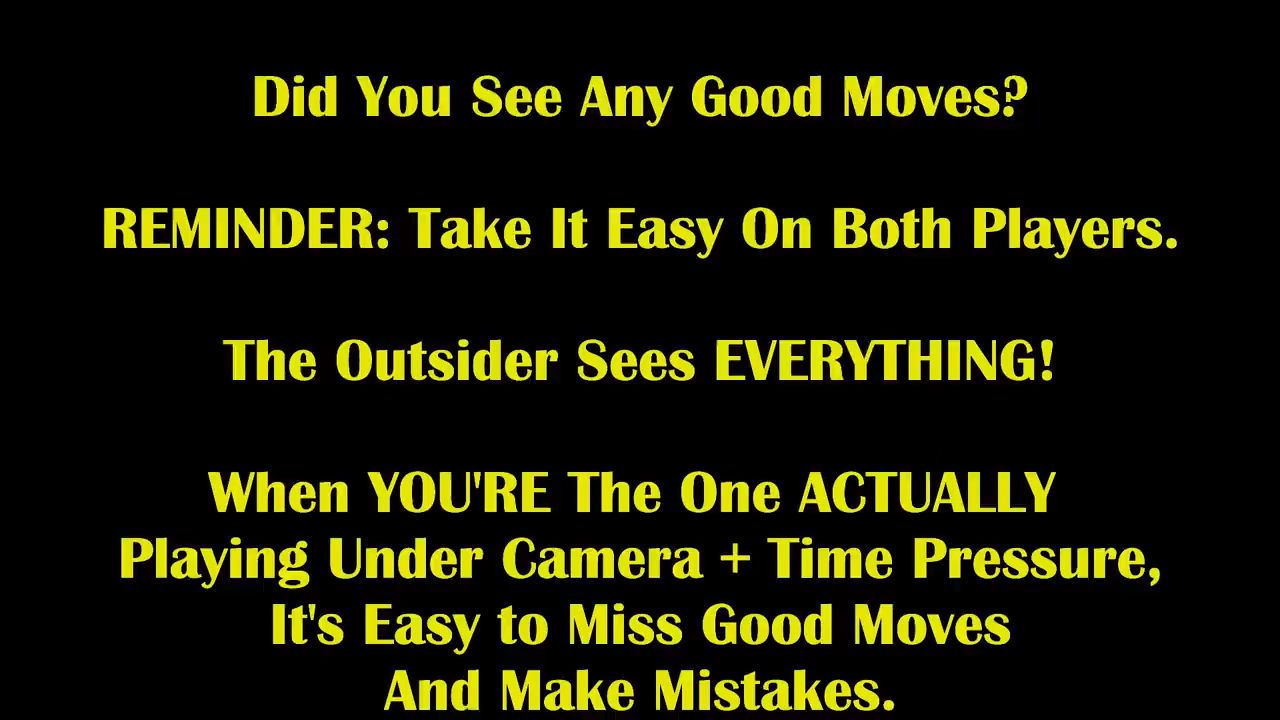 Did You See Any Good Moves?
REMINDER: Take It Easy On Both Players.
The Outsider Sees EVERYTHING!
When YOU'RE The One ACTUALLY
Playing Under Camera + Time Pressure,
It's Easy to Miss Good Moves
And Make Mistakes.